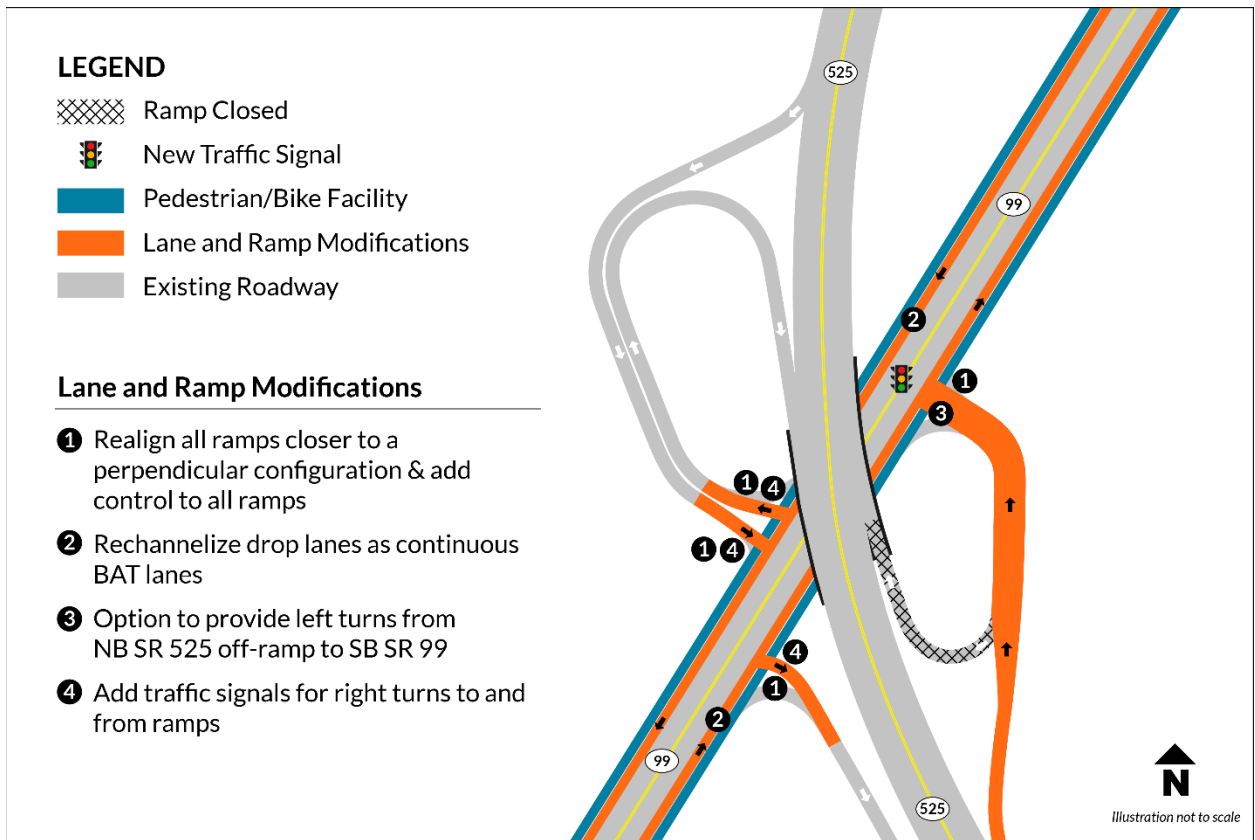 LEGEND
Ramp Closed
New Traffic Signal
Pedestrian/Bike Facility
Lane and Ramp Modifications
Existing Roadway
Lane and Ramp Modifications
1 Realign all ramps closer to a
perpendicular configuration & add
control to all ramps
2 Rechannelize drop lanes as continuous
BAT lanes
3 Option to provide left turns from
NB SR 525 off-ramp to SB SR 99
4 Add traffic signals for right turns to and
from ramps
525
99
2
1
3
1 4
1 4
4
1
2
99
525
N
Illustration not to scale